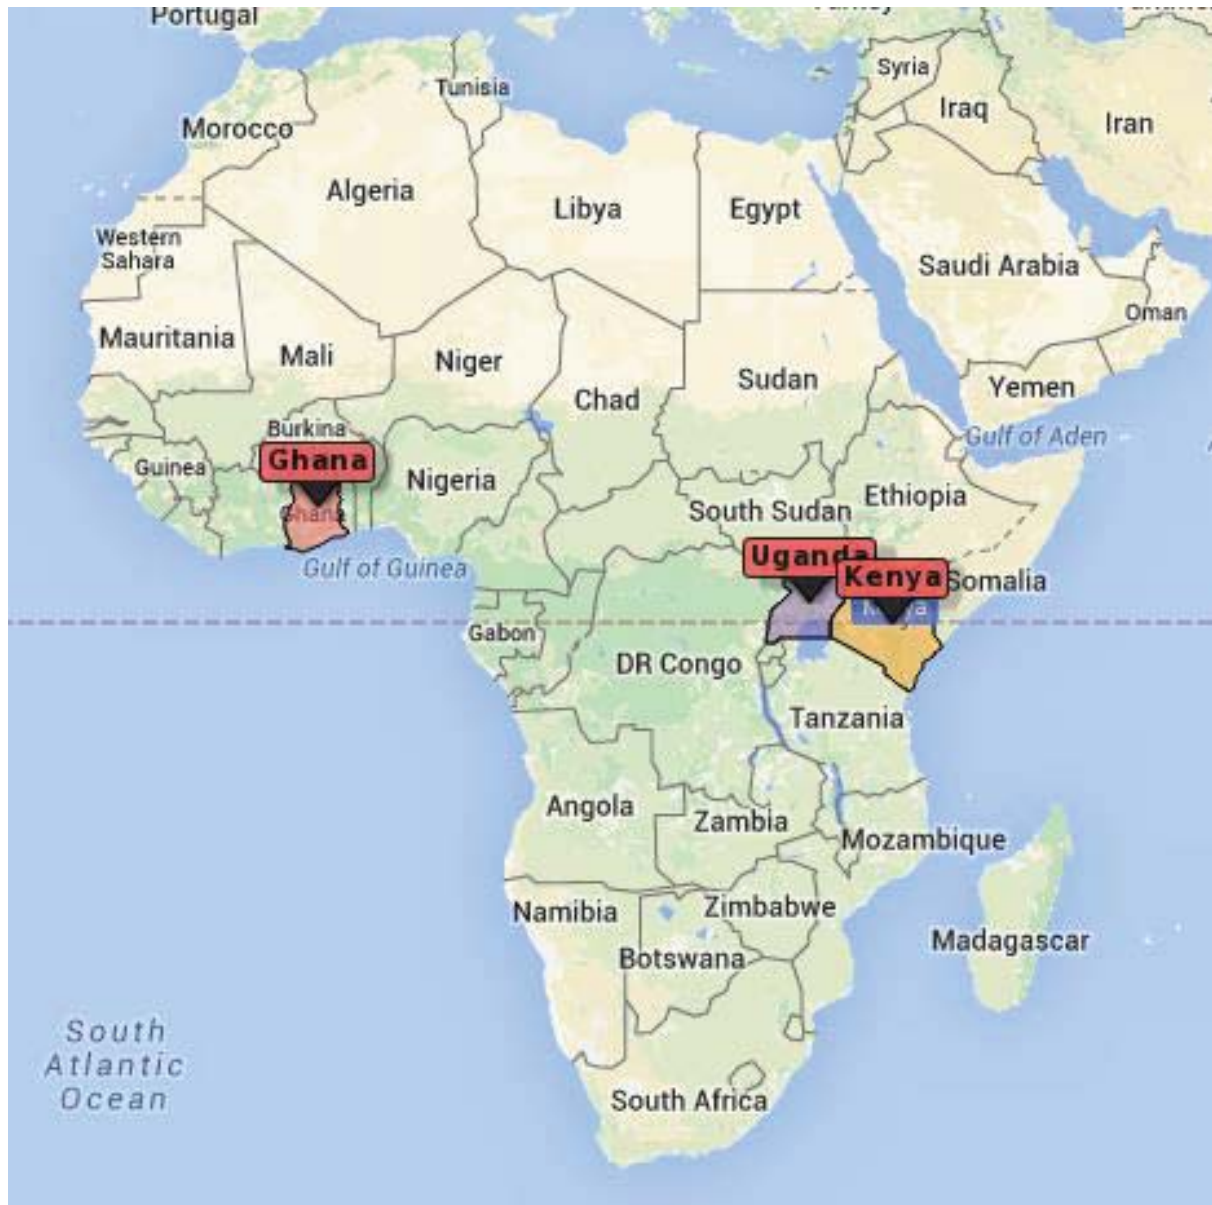 Portugal
Syria
Tunisia
Iraq
Iran
Morocco
Algeria
Libya
Egypt
Western
Sahara
Saudi Arabia
Oman
Mauritania
Mali
Niger
Chad
Sudan
Yemen
Burkina
Gulf of Aden
Ghana
Guinea
Nigeria
Ethiopia
South Sudan
Ghana
Gulf of Guinea
Uganda
Kenya
Somalia
Gabon
DR Congo
Tanzania
Angola
Zambia
Mozambique
Namibia
Zimbabwe
Madagascar
Botswana
South
Atlantic
Ocean
South Africa